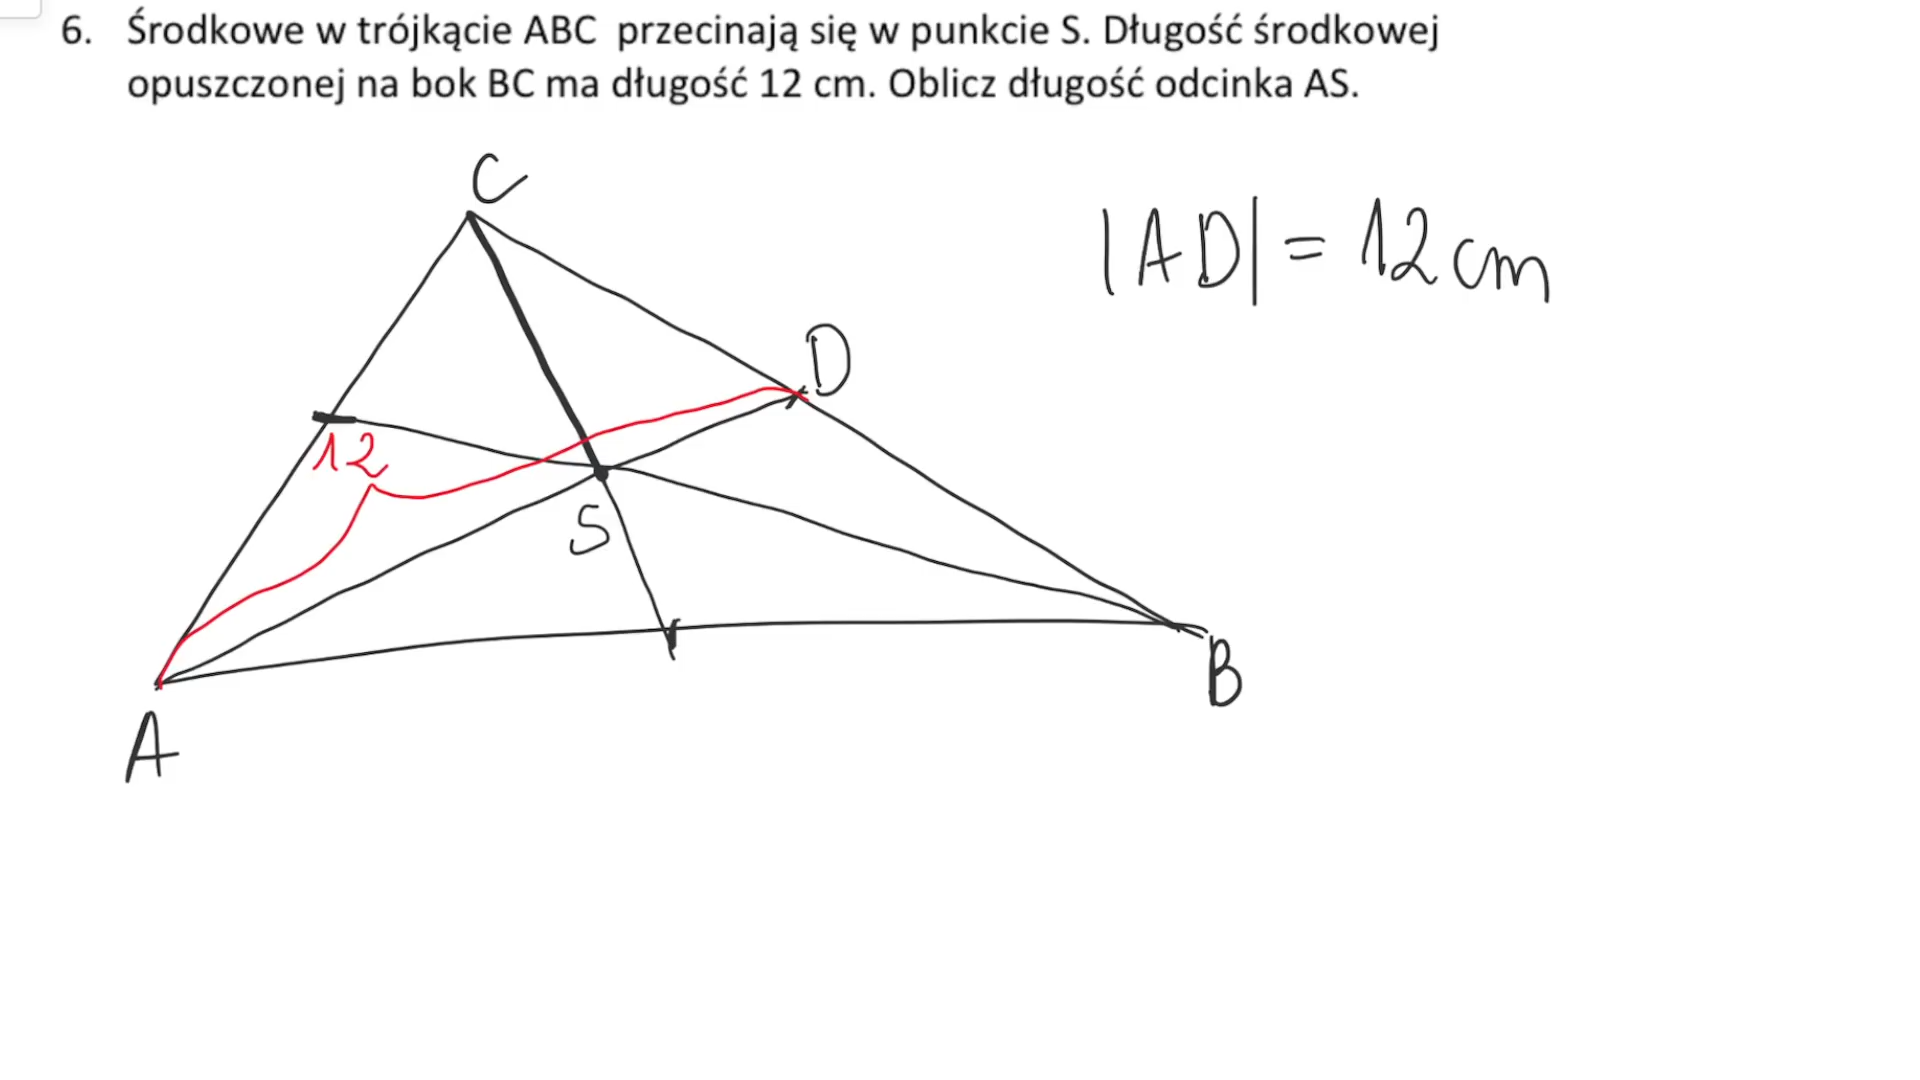 6. Środkowe w trójkącie ABC przecinają się w punkcie S. Długość środkowej
opuszczonej na bok BC ma długość 12 cm. Oblicz długość odcinka AS.
C
|AD| = 12 cm
D
12
S
B
A